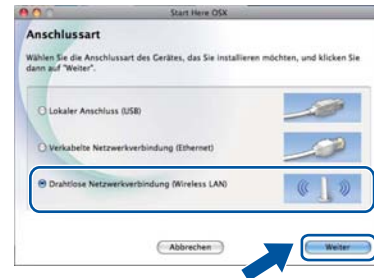 Start Here OSX
Anschlussart
Wählen Sie die Anschlussart des Gerätes, das Sie installieren möchten, und klicken Sie
dann auf "Weiter".
Lokaler Anschluss (USB)
Verkabelte Netzwerkverbindung (Ethernet)
Drahtlose Netzwerkverbindung (Wireless LAN)
Abbrechen
Weiter